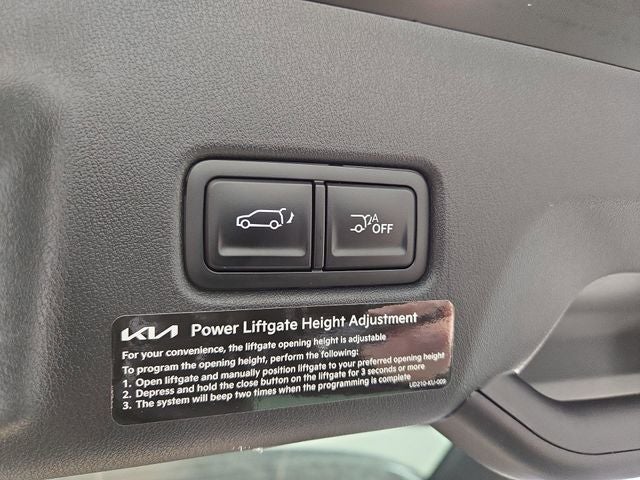 A
OFF
KIA Power Liftgate Height Adjustment
For your convenience, the liftgate opening height is adjustable
To program the opening height, perform the following:
1. Open liftgate and manually position liftgate to your preferred opening height
2. Depress and hold the close button on the liftgate for 3 seconds or more
3. The system will beep two times when the programming is complete
UD210-KU-009